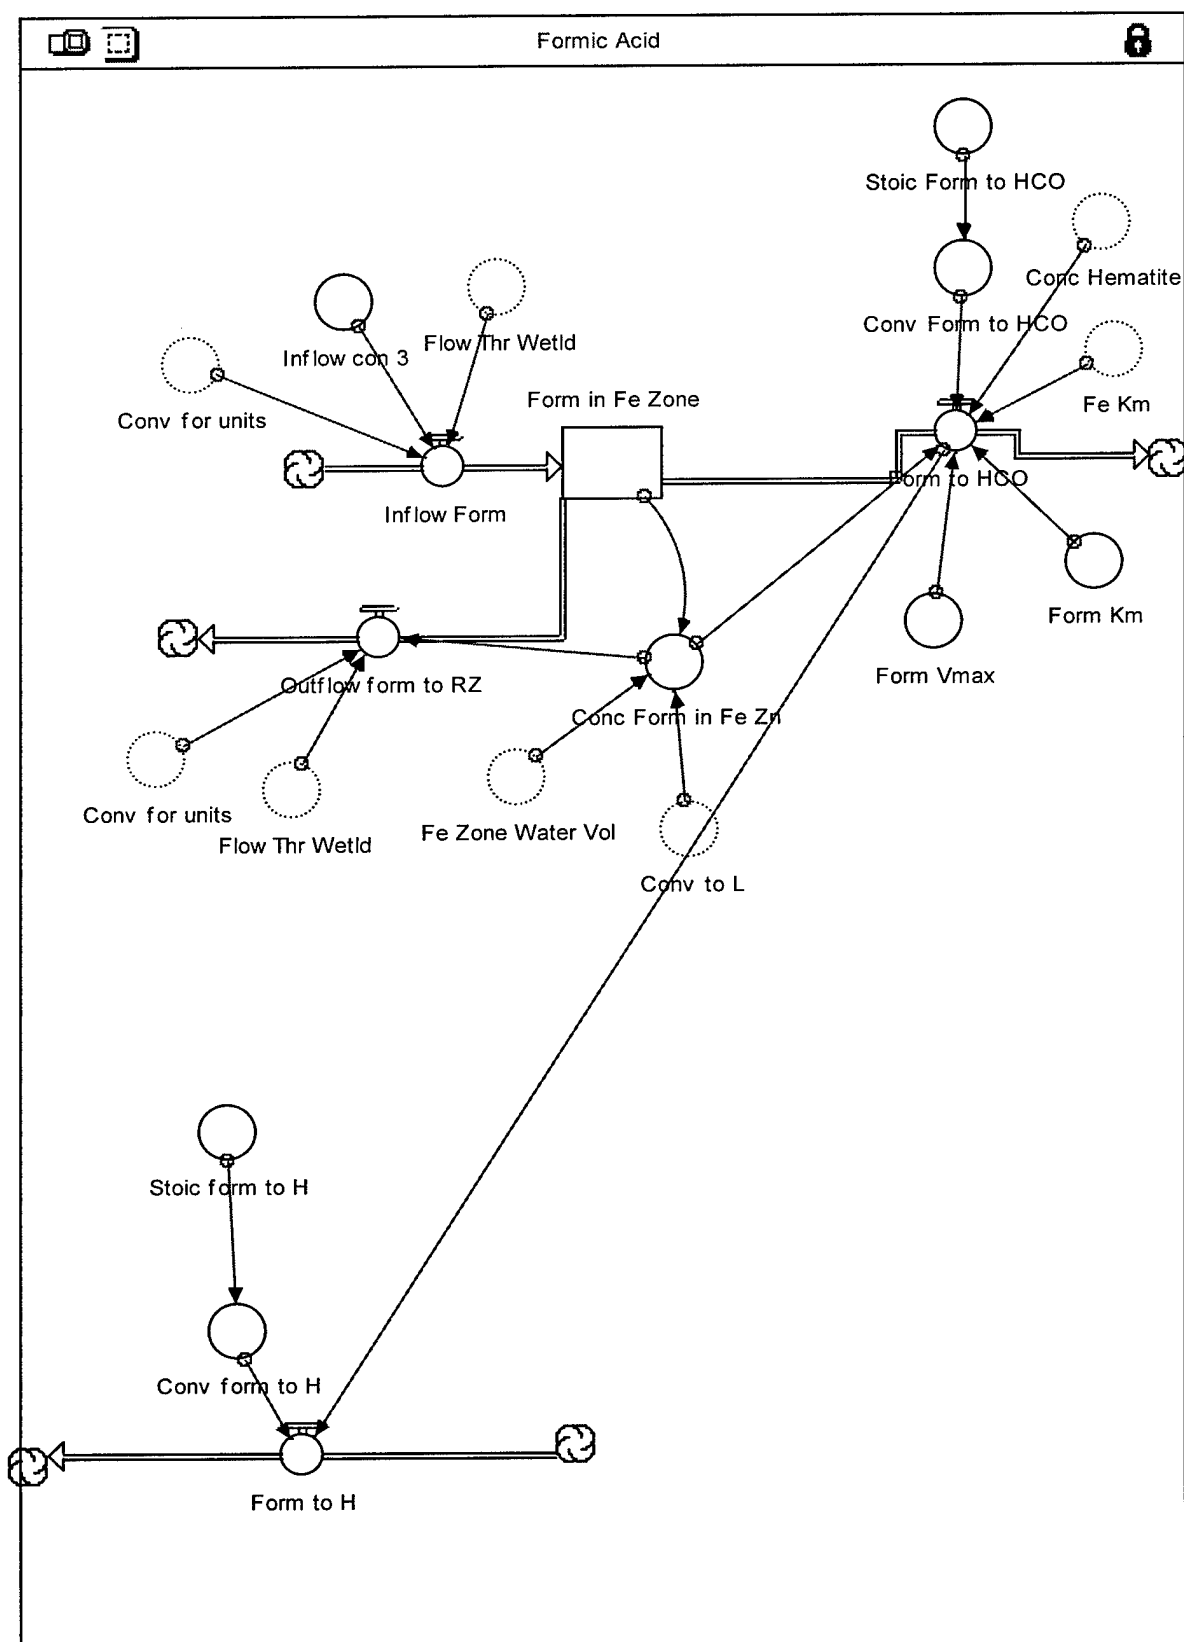 Formic Acid
Stoic Form to HCO
Conc Hematite
Conv Form to HCO
Inflow con 3
Flow Thr Wetld
Conv for units
Form in Fe Zone
Fe Km
Form to HCO
Inflow Form
Form Km
Form Vmax
Outflow form to RZ
Conc Form in Fe Zn
Conv for units
Flow Thr Wetld
Fe Zone Water Vol
Conv to L
Stoic form to H
Conv form to H
Form to H